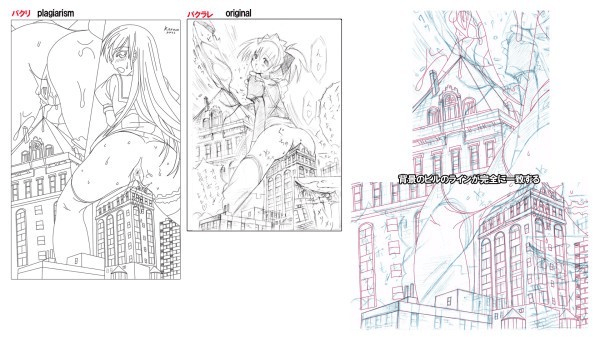 パクリ plagiarism
パクラレ original
背景のビルのラインが完全に一致する